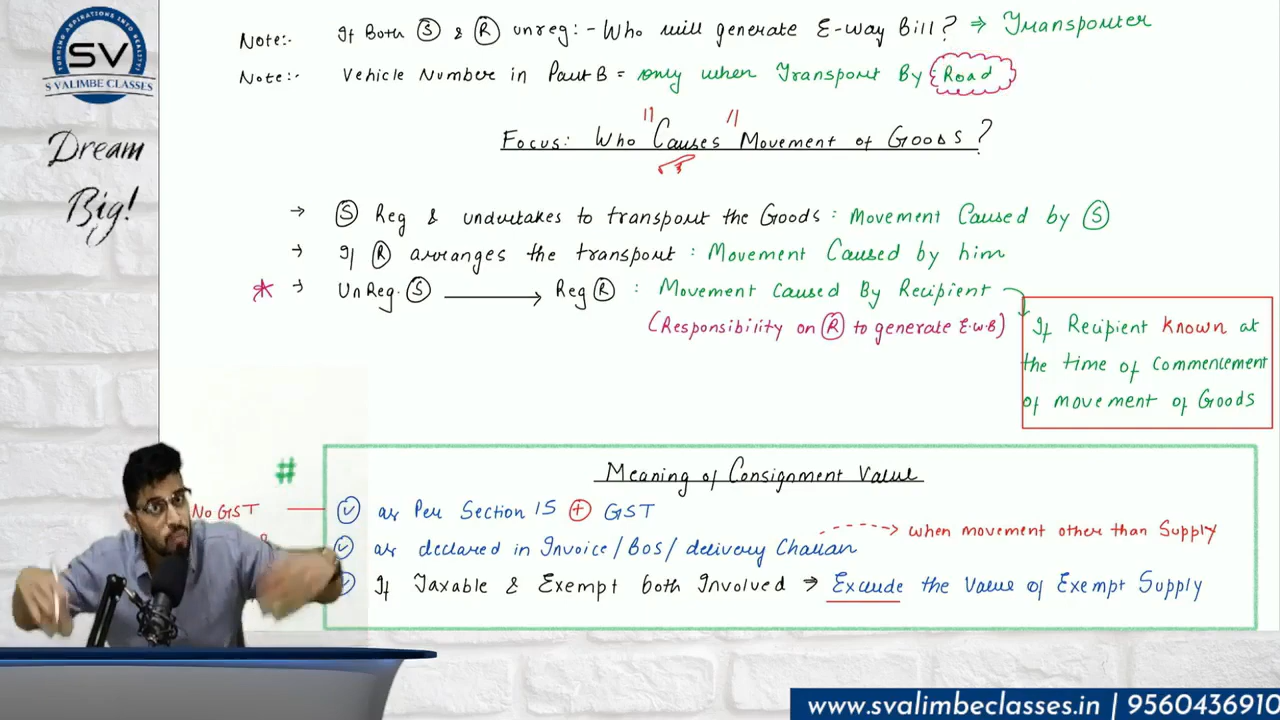 Note:- If Both Ⓢ & Ⓡ unreg:- Who will generate E-Way Bill? ⇒ Transporter
Note:- Vehicle Number in Part B = only when Transport By Road
Focus: Who "Causes" Movement of Goods?
→ Ⓢ Reg & undertakes to transport the Goods: Movement Caused by Ⓢ
→ If Ⓡ arranges the transport: Movement Caused by him
* → UnReg. Ⓢ ⟶ Reg Ⓡ : Movement Caused By Recipient
(Responsibility on Ⓡ to generate E.W.B)
If Recipient known at
the time of commencement
of movement of Goods
# Meaning of Consignment Value
No GST
✓ as Per Section 15 ⊕ GST
✓ as declared in Invoice/BOS/delivery Challan
when movement other than Supply
If Taxable & Exempt both Involved → Exclude the Value of Exempt Supply
TURNING ASPIRATIONS INTO REALITY
SV
S VALIMBE CLASSES
Dream
Big!
www.svalimbeclasses.in | 9560436910